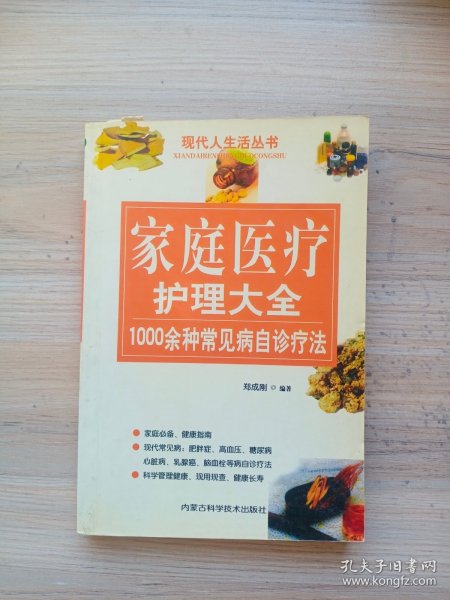 现代人生活丛书
XIANDAIRENSHENGHUOCONGSHU
家庭医疗
护理大全
1000余种常见病自诊疗法
郑成刚 编著
家庭必备、健康指南
现代常见病：肥胖症、高血压、糖尿病
心脏病、乳腺癌、脑血栓等病自诊疗法
科学管理健康、现用现查、健康长寿
内蒙古科学技术出版社
孔夫子旧书网
www.kongfz.com